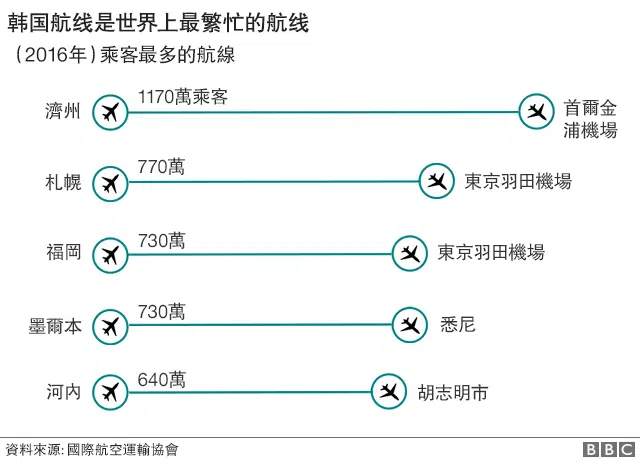 韩国航线是世界上最繁忙的航线
（2016年）乘客最多的航線
濟州
1170萬乘客
首爾金
浦機場
札幌
770萬
東京羽田機場
福岡
730萬
東京羽田機場
墨爾本
730萬
悉尼
河内
640萬
胡志明市
資料來源: 國際航空運輸協會
BBC